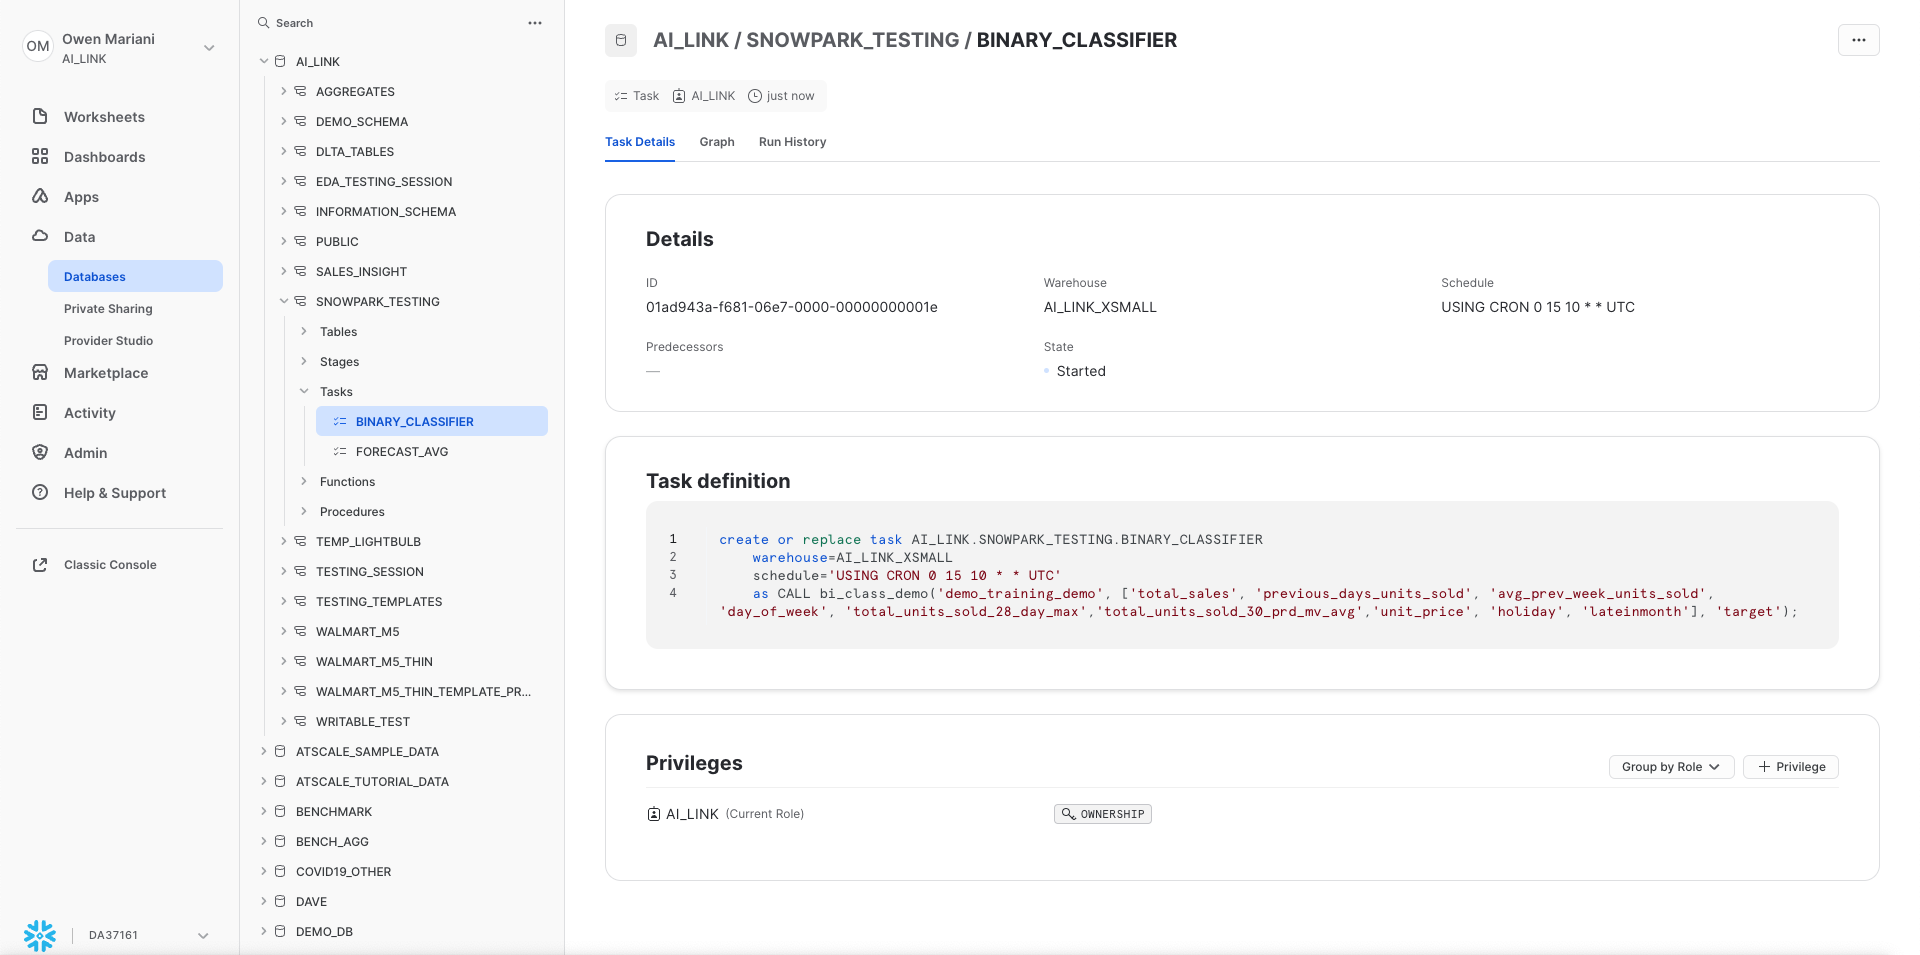 OM
Owen Mariani
AI_LINK
Worksheets
Dashboards
Apps
Data
Databases
Private Sharing
Provider Studio
Marketplace
Activity
Admin
Help & Support
Classic Console
DA37161
Search
AI_LINK
AGGREGATES
DEMO_SCHEMA
DLTA_TABLES
EDA_TESTING_SESSION
INFORMATION_SCHEMA
PUBLIC
SALES_INSIGHT
SNOWPARK_TESTING
Tables
Stages
Tasks
BINARY_CLASSIFIER
FORECAST_AVG
Functions
Procedures
TEMP_LIGHTBULB
TESTING_SESSION
TESTING_TEMPLATES
WALMART_M5
WALMART_M5_THIN
WALMART_M5_THIN_TEMPLATE_PR...
WRITABLE_TEST
ATSCALE_SAMPLE_DATA
ATSCALE_TUTORIAL_DATA
BENCHMARK
BENCH_AGG
COVID19_OTHER
DAVE
DEMO_DB
AI_LINK / SNOWPARK_TESTING / BINARY_CLASSIFIER
Task AI_LINK just now
Task Details Graph Run History
Details
ID Warehouse Schedule
01ad943a-f681-06e7-0000-00000000001e AI_LINK_XSMALL USING CRON 0 15 10 * * UTC
Predecessors State
— Started
Task definition
1 create or replace task AI_LINK.SNOWPARK_TESTING.BINARY_CLASSIFIER
2 warehouse=AI_LINK_XSMALL
3 schedule='USING CRON 0 15 10 * * UTC'
4 as CALL bi_class_demo('demo_training_demo', ['total_sales', 'previous_days_units_sold', 'avg_prev_week_units_sold',
'day_of_week', 'total_units_sold_28_day_max','total_units_sold_30_prd_mv_avg','unit_price', 'holiday', 'lateinmonth'], 'target');
Privileges
Group by Role + Privilege
AI_LINK (Current Role) OWNERSHIP